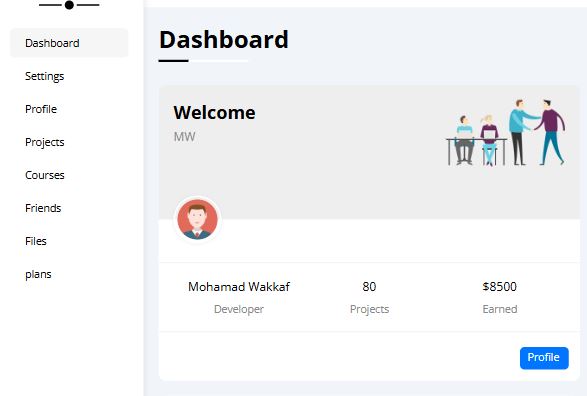 Dashboard
Settings
Profile
Projects
Courses
Friends
Files
plans
Dashboard
Welcome
MW
Mohamad Wakkaf
Developer
80
Projects
$8500
Earned
Profile